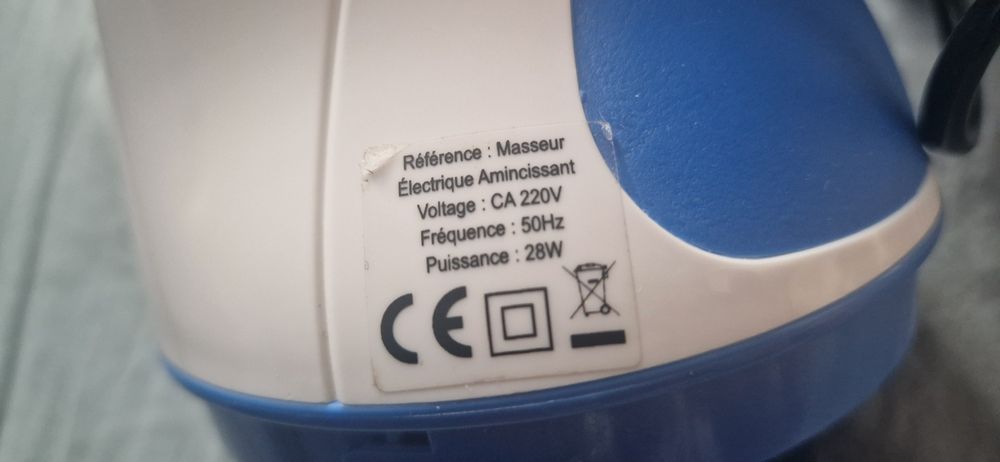 Référence : Masseur
Électrique Amincissant
Voltage : CA 220V
Fréquence : 50Hz
Puissance : 28W
CE